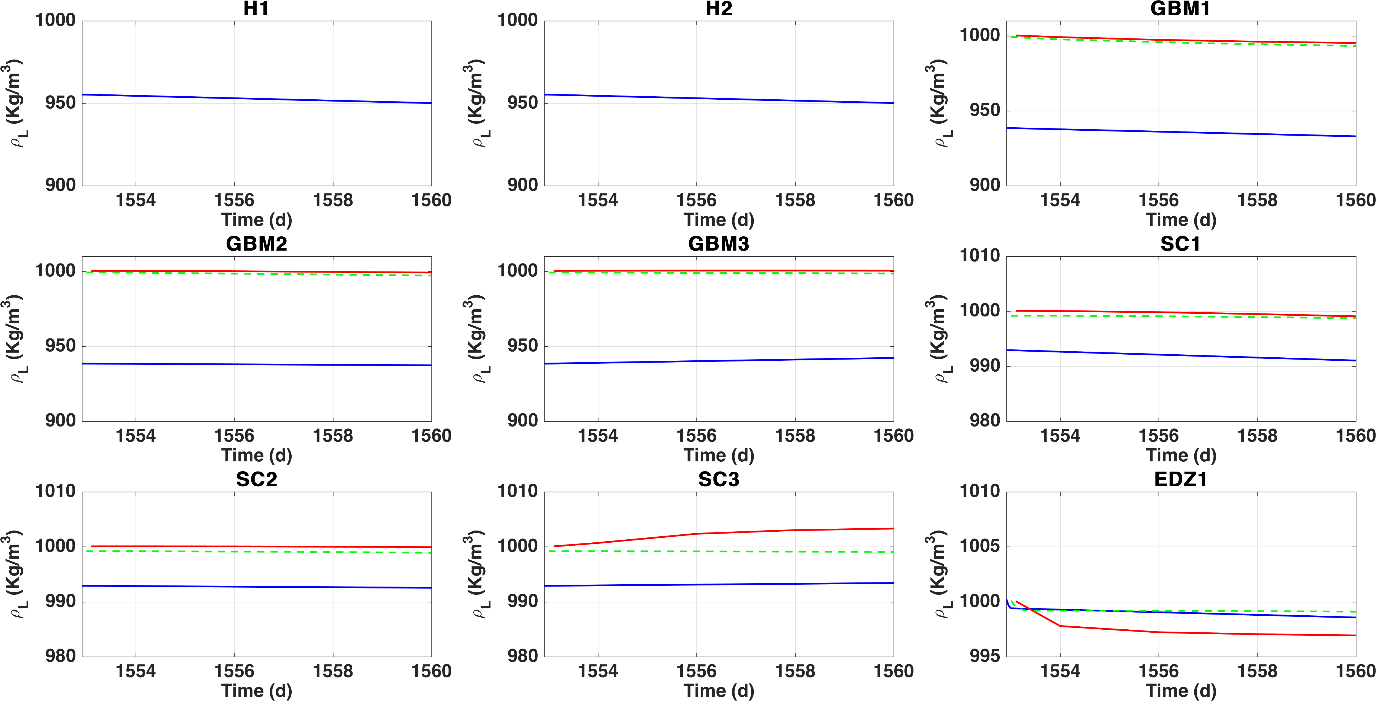 H1
1000
950
900
ρL (Kg/m3)
1554 1556 1558 1560
Time (d)
H2
1000
950
900
ρL (Kg/m3)
1554 1556 1558 1560
Time (d)
GBM1
1000
950
900
ρL (Kg/m3)
1554 1556 1558 1560
Time (d)
GBM2
1000
950
900
ρL (Kg/m3)
1554 1556 1558 1560
Time (d)
GBM3
1000
950
900
ρL (Kg/m3)
1554 1556 1558 1560
Time (d)
SC1
1010
1000
990
980
ρL (Kg/m3)
1554 1556 1558 1560
Time (d)
SC2
1010
1000
990
980
ρL (Kg/m3)
1554 1556 1558 1560
Time (d)
SC3
1010
1000
990
980
ρL (Kg/m3)
1554 1556 1558 1560
Time (d)
EDZ1
1010
1005
1000
995
ρL (Kg/m3)
1554 1556 1558 1560
Time (d)